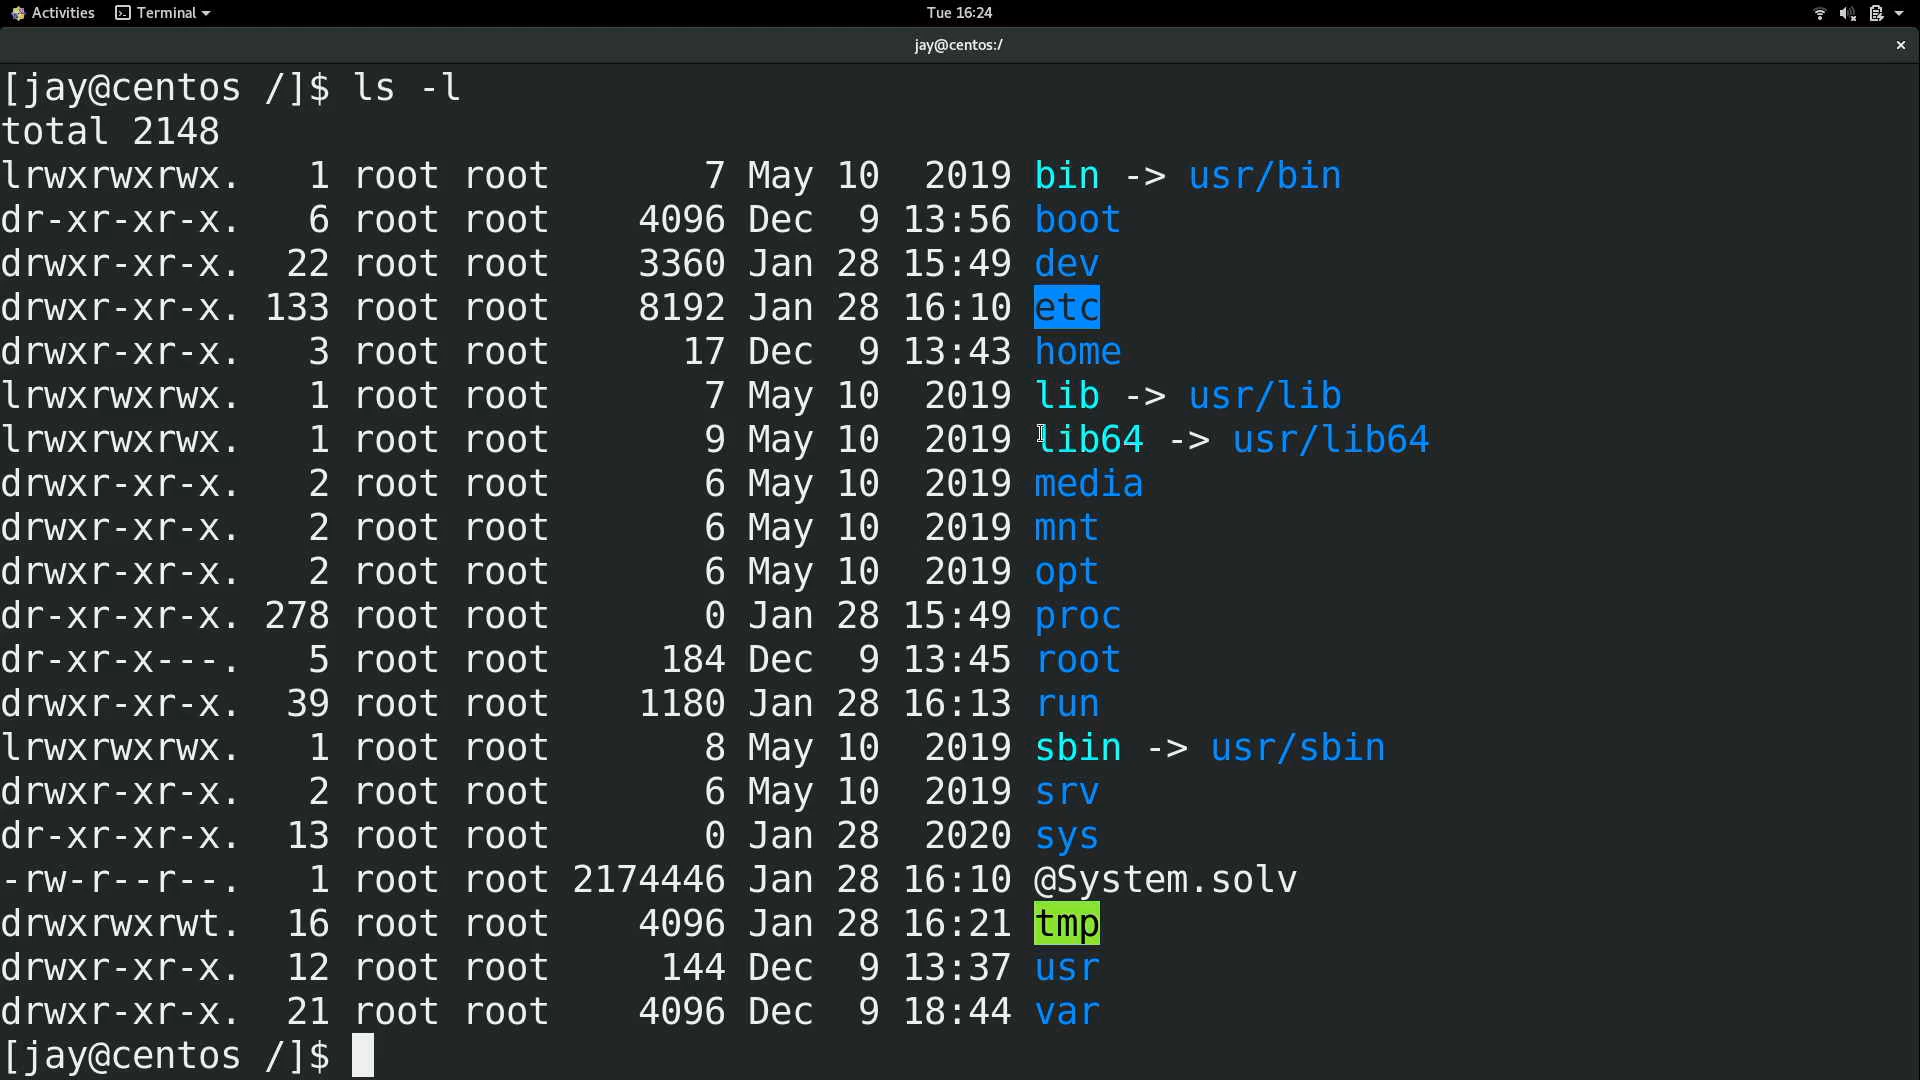 Activities Terminal Tue 16:24
jay@centos:/ ×
[jay@centos /]$ ls -l
total 2148
lrwxrwxrwx.   1 root root       7 May 10  2019 bin -> usr/bin
dr-xr-xr-x.   6 root root    4096 Dec  9 13:56 boot
drwxr-xr-x.  22 root root    3360 Jan 28 15:49 dev
drwxr-xr-x. 133 root root    8192 Jan 28 16:10 etc
drwxr-xr-x.   3 root root      17 Dec  9 13:43 home
lrwxrwxrwx.   1 root root       7 May 10  2019 lib -> usr/lib
lrwxrwxrwx.   1 root root       9 May 10  2019 lib64 -> usr/lib64
drwxr-xr-x.   2 root root       6 May 10  2019 media
drwxr-xr-x.   2 root root       6 May 10  2019 mnt
drwxr-xr-x.   2 root root       6 May 10  2019 opt
dr-xr-xr-x. 278 root root       0 Jan 28 15:49 proc
dr-xr-x---.   5 root root     184 Dec  9 13:45 root
drwxr-xr-x.  39 root root    1180 Jan 28 16:13 run
lrwxrwxrwx.   1 root root       8 May 10  2019 sbin -> usr/sbin
drwxr-xr-x.   2 root root       6 May 10  2019 srv
dr-xr-xr-x.  13 root root       0 Jan 28  2020 sys
-rw-r--r--.   1 root root 2174446 Jan 28 16:10 @System.solv
drwxrwxrwt.  16 root root    4096 Jan 28 16:21 tmp
drwxr-xr-x.  12 root root     144 Dec  9 13:37 usr
drwxr-xr-x.  21 root root    4096 Dec  9 18:44 var
[jay@centos /]$